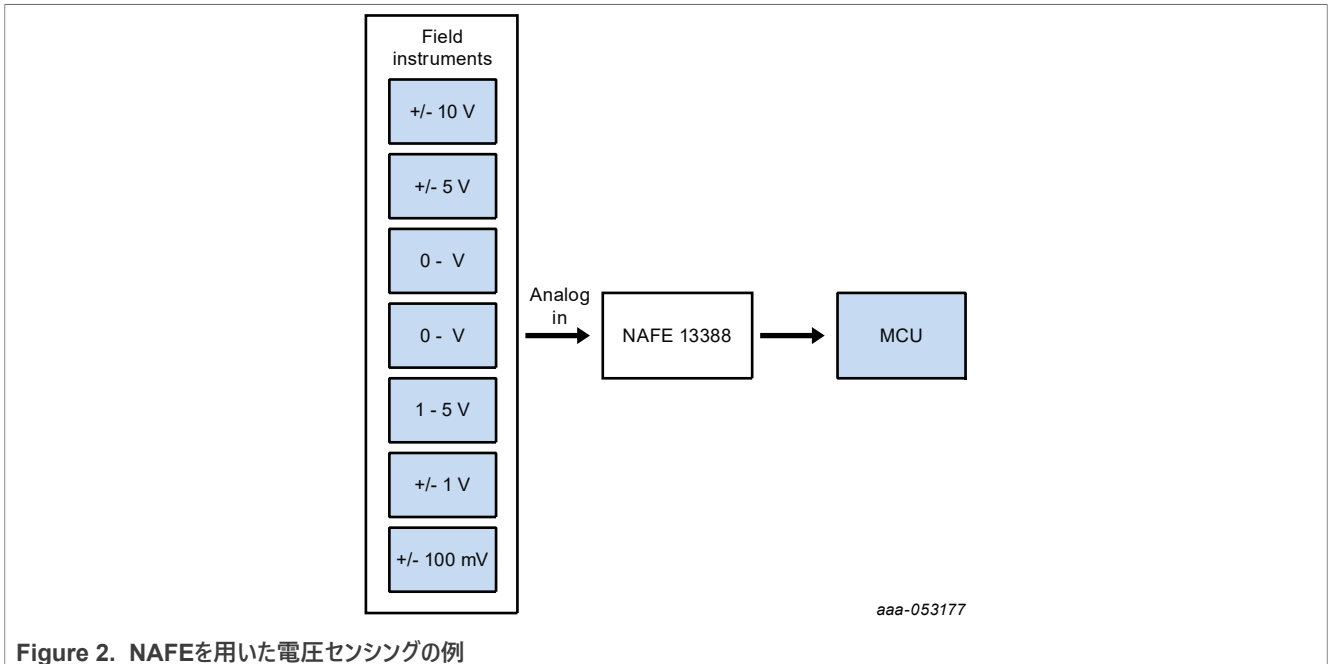 Field
instruments
+/- 10 V
+/- 5 V
0 - V
0 - V
1 - 5 V
+/- 1 V
+/- 100 mV
Analog
in
NAFE 13388
MCU
aaa-053177
Figure 2. NAFEを用いた電圧センシングの例